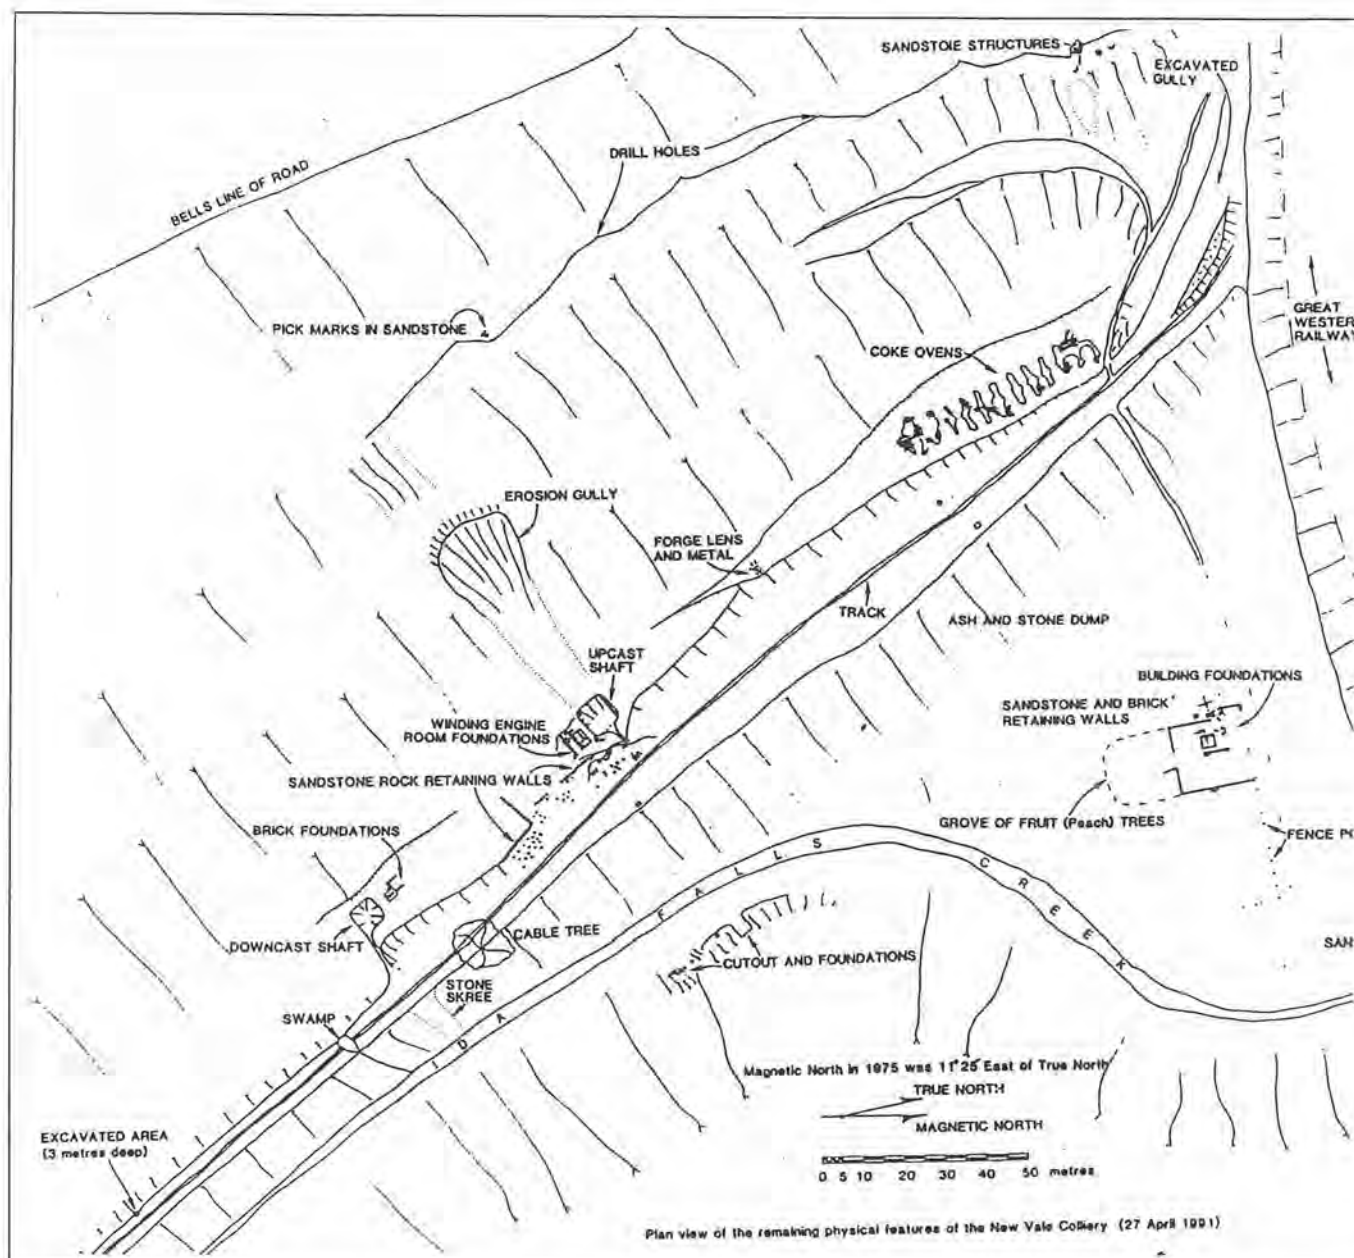 SANDSTOIE STRUCTURES
EXCAVATED
GULLY
DRILL HOLES
BELLS LINE OF ROAD
PICK MARKS IN SANDSTONE
GREAT
WESTERN
RAILWAY
COKE OVENS
EROSION GULLY
FORGE LENS
AND METAL
TRACK
ASH AND STONE DUMP
UPCAST
SHAFT
BUILDING FOUNDATIONS
SANDSTONE AND BRICK
RETAINING WALLS
WINDING ENGINE
ROOM FOUNDATIONS
SANDSTONE ROCK RETAINING WALLS
GROVE OF FRUIT (Peach) TREES
BRICK FOUNDATIONS
FENCE PO
IDA FALLS CREEK
DOWNCAST SHAFT
CABLE TREE
SAN
CUTOUT AND FOUNDATIONS
STONE
SKREE
SWAMP
Magnetic North in 1975 was 11°25 East of True North
TRUE NORTH
MAGNETIC NORTH
EXCAVATED AREA
(3 metres deep)
0 5 10 20 30 40 50 metres
Plan view of the remaining physical features of the New Vale Colliery (27 April 1991)